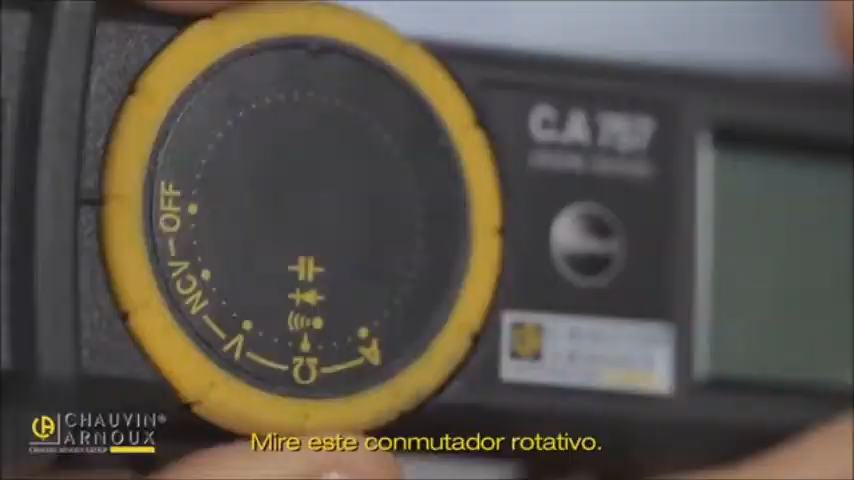 C.A 757
OFF
NCV
V
Ω
A
CHAUVIN®
ARNOUX
Mire este conmutador rotativo.